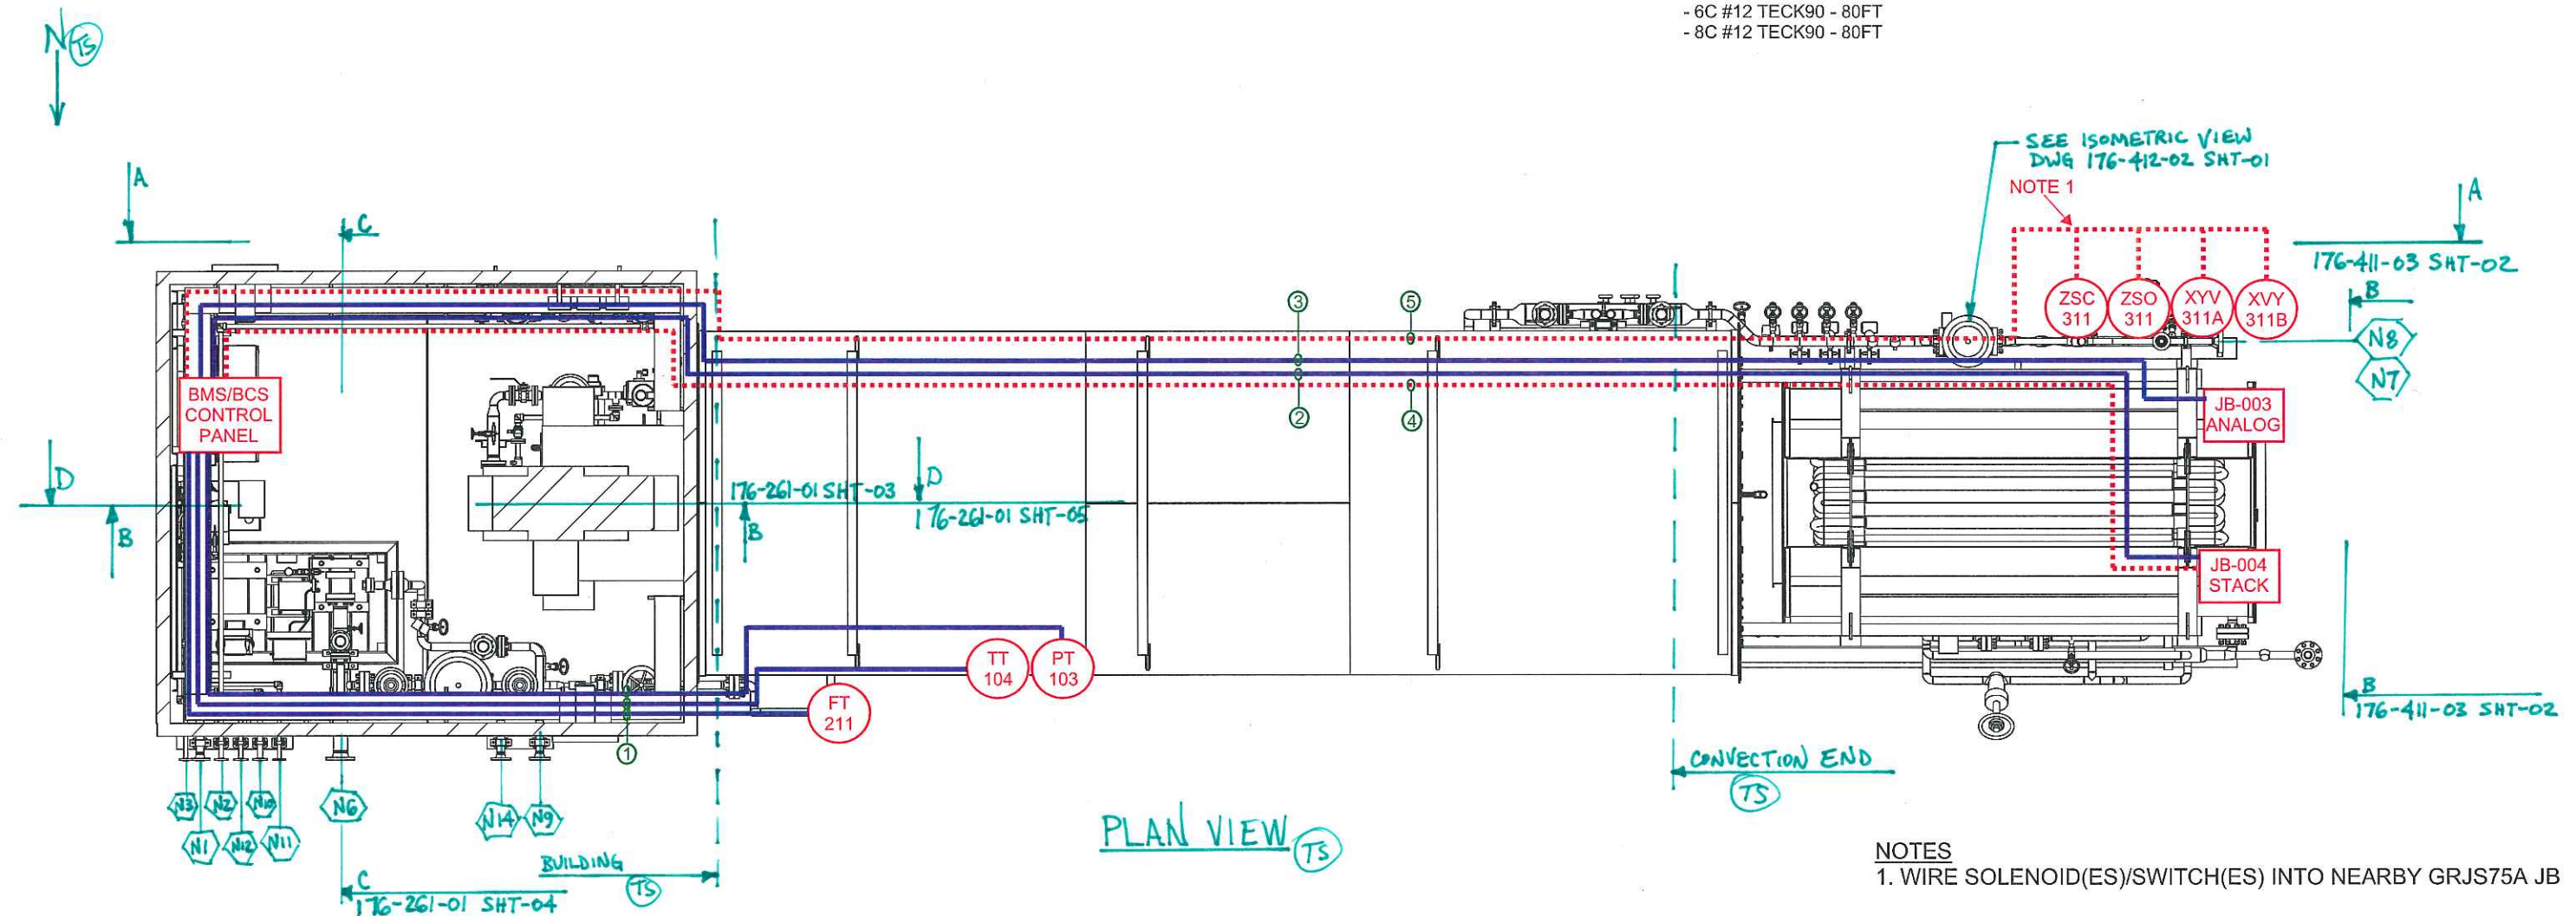 - 6C #12 TECK90 - 80FT
- 8C #12 TECK90 - 80FT
N TS
SEE ISOMETRIC VIEW
DWG 176-412-02 SHT-01
NOTE 1
A
A
C
176-411-03 SHT-02
B
ZSC
311
ZSO
311
XYV
311A
XVY
311B
N8
N7
3
5
2
4
BMS/BCS
CONTROL
PANEL
JB-003
ANALOG
D
B
176-261-01 SHT-03
D
176-261-01 SHT-05
B
JB-004
STACK
TT
104
PT
103
FT
211
B
176-411-03 SHT-02
1
CONVECTION END
TS
N3
N2
N10
N6
N14
N9
N1
N12
N11
PLAN VIEW TS
BUILDING
TS
C
176-261-01 SHT-04
NOTES
1. WIRE SOLENOID(ES)/SWITCH(ES) INTO NEARBY GRJS75A JB